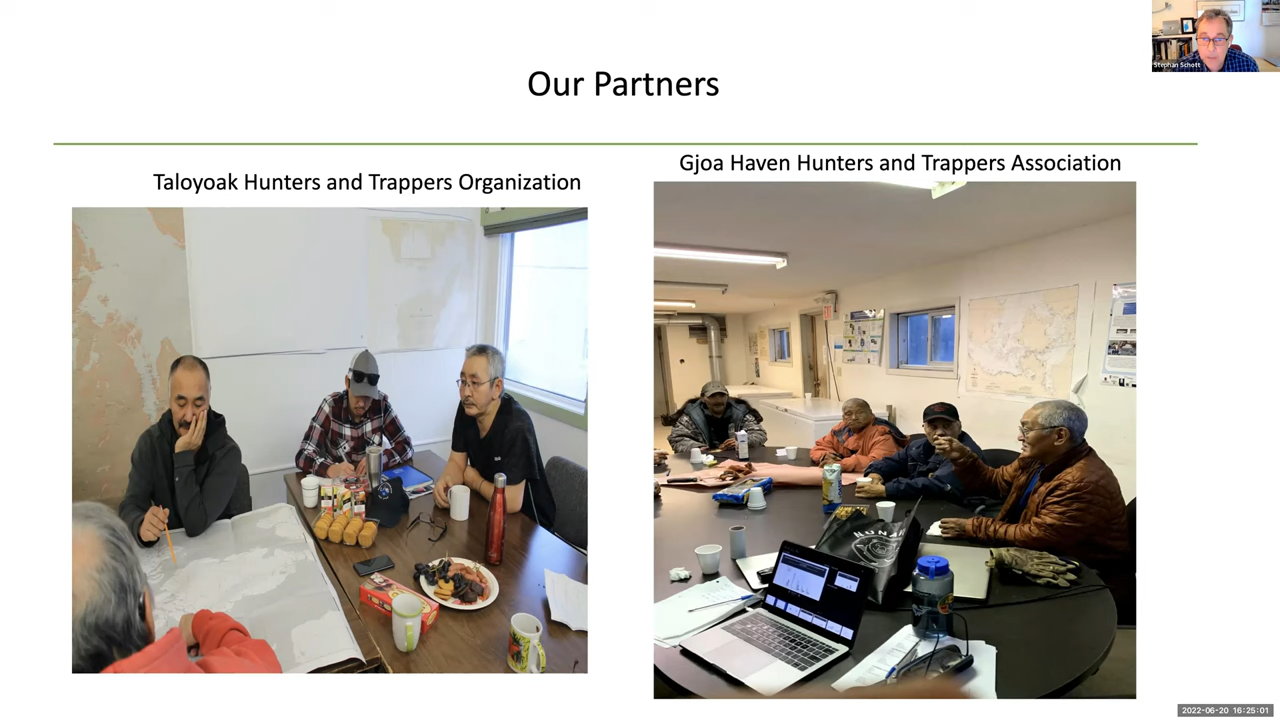 Stephan Schott
Our Partners
Taloyoak Hunters and Trappers Organization
Gjoa Haven Hunters and Trappers Association
2022-06-20 16:25:01